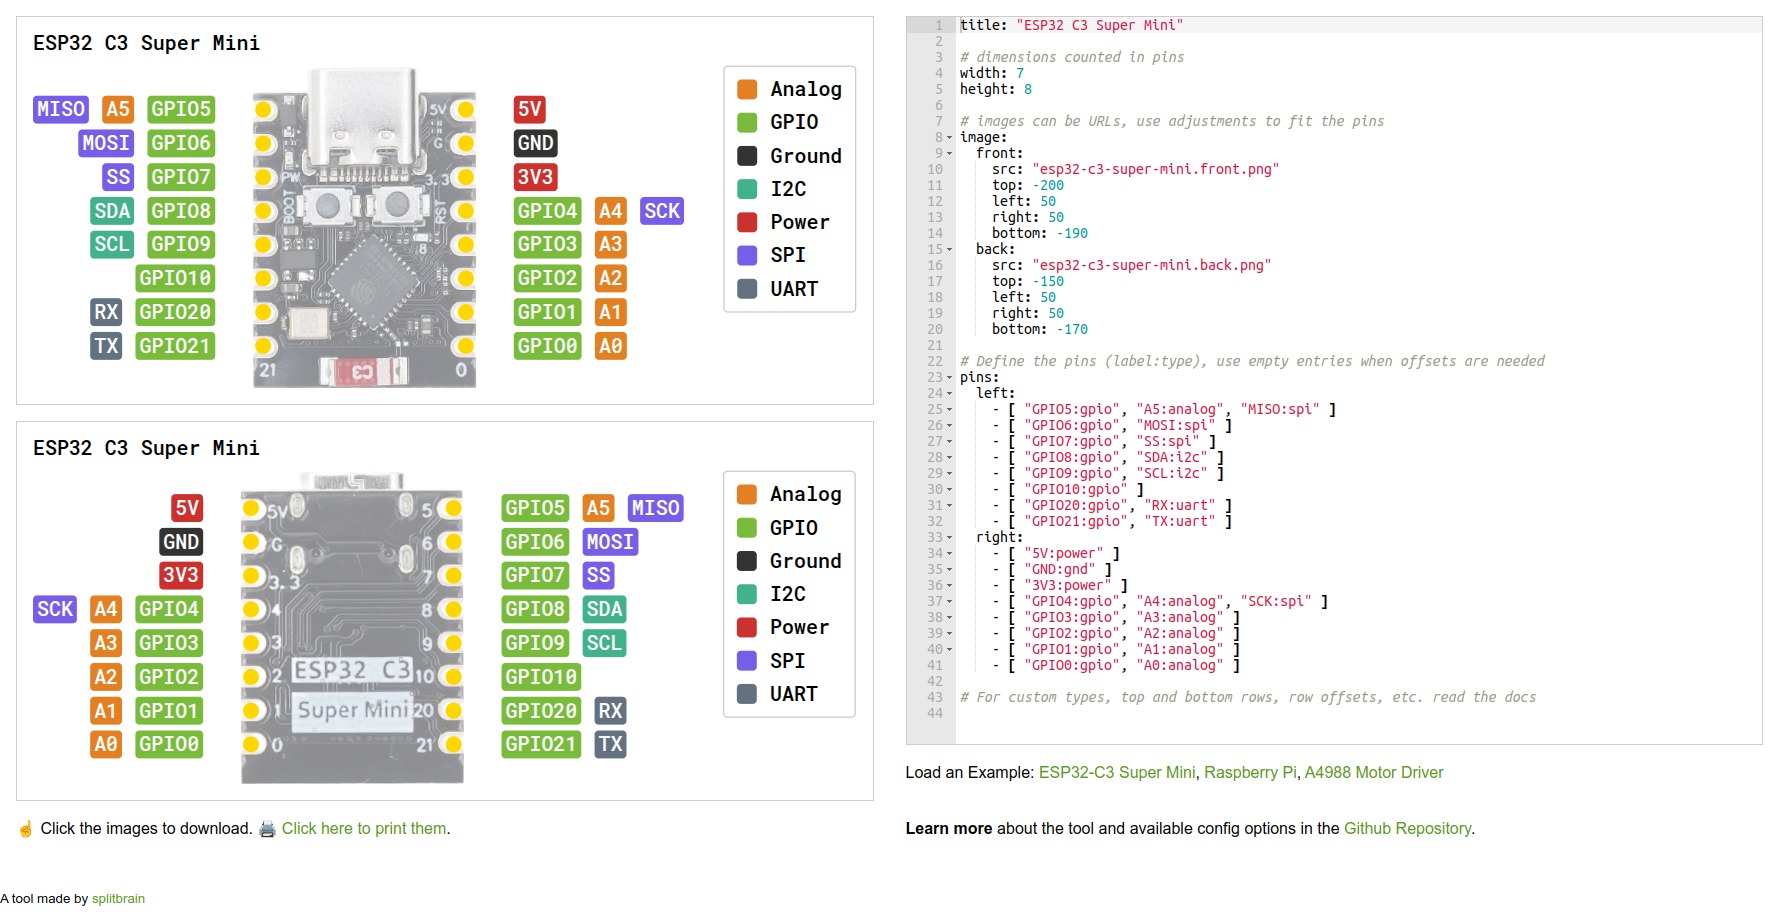 ESP32 C3 Super Mini
MISO A5 GPIO5 5V 5V
MOSI GPIO6 G GND
SS GPIO7 PW 3.3 3V3
SDA GPIO8 BOOT RST GPIO4 A4 SCK
SCL GPIO9 8 GPIO3 A3
GPIO10 GPIO2 A2
RX GPIO20 GPIO1 A1
TX GPIO21 GPIO0 A0
21 C3 0
Analog
GPIO
Ground
I2C
Power
SPI
UART
ESP32 C3 Super Mini
5V 5V 5 GPIO5 A5 MISO
GND G 6 GPIO6 MOSI
3V3 3.3 7 GPIO7 SS
SCK A4 GPIO4 4 8 GPIO8 SDA
A3 GPIO3 3 9 GPIO9 SCL
A2 GPIO2 2 ESP32 C3 10 GPIO10
A1 GPIO1 1 Super Mini 20 GPIO20 RX
A0 GPIO0 0 21 GPIO21 TX
Analog
GPIO
Ground
I2C
Power
SPI
UART
☝ Click the images to download. 🖨️ Click here to print them.
1 title: "ESP32 C3 Super Mini"
2
3 # dimensions counted in pins
4 width: 7
5 height: 8
6
7 # images can be URLs, use adjustments to fit the pins
8 image:
9 front:
10 src: "esp32-c3-super-mini.front.png"
11 top: -200
12 left: 50
13 right: 50
14 bottom: -190
15 back:
16 src: "esp32-c3-super-mini.back.png"
17 top: -150
18 left: 50
19 right: 50
20 bottom: -170
21
22 # Define the pins (label:type), use empty entries when offsets are needed
23 pins:
24 left:
25 - [ "GPIO5:gpio", "A5:analog", "MISO:spi" ]
26 - [ "GPIO6:gpio", "MOSI:spi" ]
27 - [ "GPIO7:gpio", "SS:spi" ]
28 - [ "GPIO8:gpio", "SDA:i2c" ]
29 - [ "GPIO9:gpio", "SCL:i2c" ]
30 - [ "GPIO10:gpio" ]
31 - [ "GPIO20:gpio", "RX:uart" ]
32 - [ "GPIO21:gpio", "TX:uart" ]
33 right:
34 - [ "5V:power" ]
35 - [ "GND:gnd" ]
36 - [ "3V3:power" ]
37 - [ "GPIO4:gpio", "A4:analog", "SCK:spi" ]
38 - [ "GPIO3:gpio", "A3:analog" ]
39 - [ "GPIO2:gpio", "A2:analog" ]
40 - [ "GPIO1:gpio", "A1:analog" ]
41 - [ "GPIO0:gpio", "A0:analog" ]
42
43 # For custom types, top and bottom rows, row offsets, etc. read the docs
44
Load an Example: ESP32-C3 Super Mini, Raspberry Pi, A4988 Motor Driver
Learn more about the tool and available config options in the Github Repository.
A tool made by splitbrain